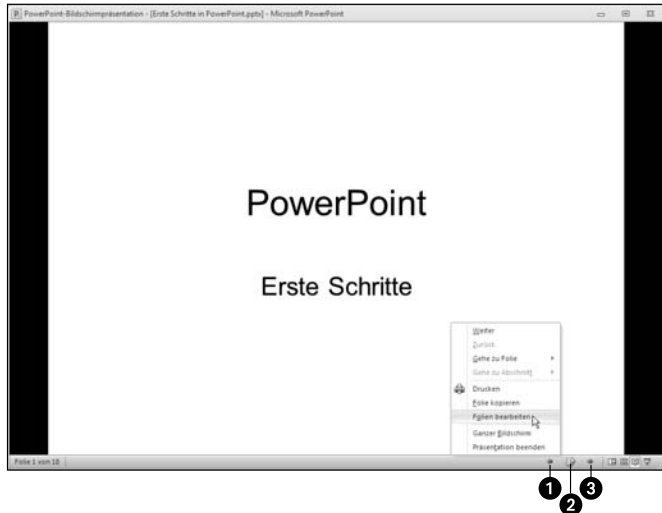 PowerPoint-Bildschirmpräsentation - [Erste Schritte in PowerPoint.pptx] - Microsoft PowerPoint
PowerPoint
Erste Schritte
Weiter
Zurück
Gehe zu Folie
Gehe zu Abschnitt
Drucken
Folie kopieren
Folien bearbeiten
Ganzer Bildschirm
Präsentation beenden
Folie 1 von 18
1
2
3